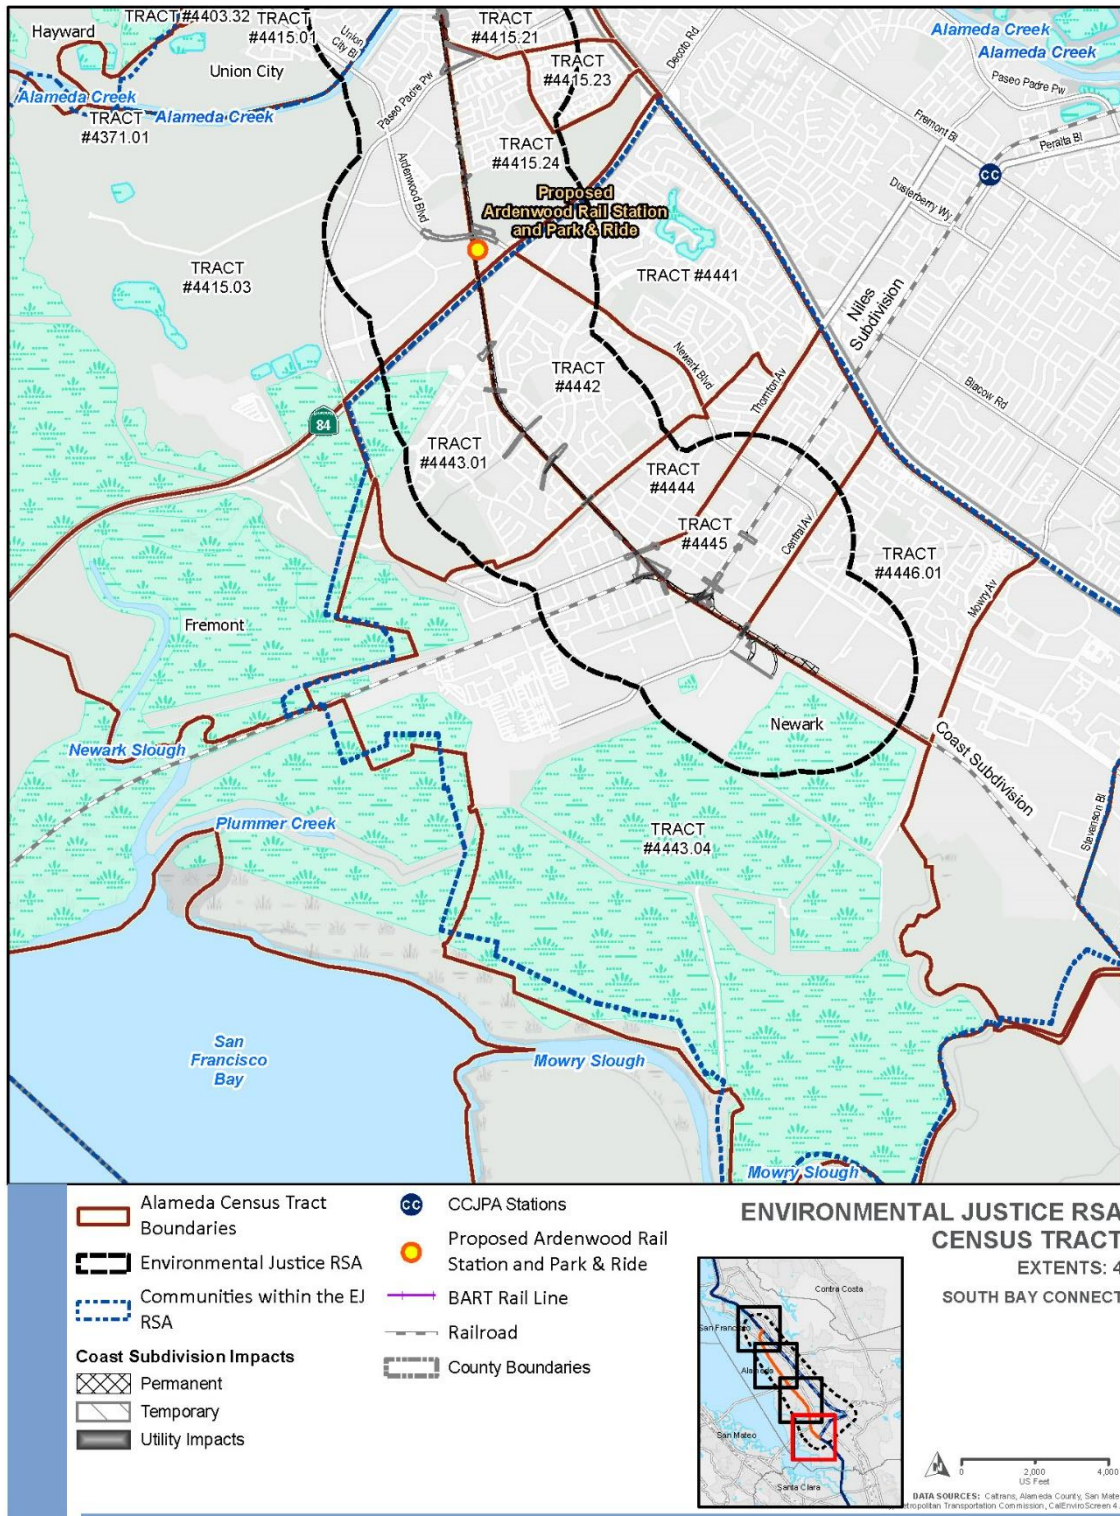 TRACT #4403.32
TRACT
#4415.01
Hayward
Union
City Bl
Union City
TRACT
#4415.21
TRACT
#4415.23
Decoto Rd
Alameda Creek
Alameda Creek
Paseo Padre Pw
Alameda Creek
Alameda Creek
TRACT
#4371.01
Paseo Padre Pw
Fremont Bl
Peralta Bl
CC
TRACT
#4415.24
Ardenwood Blvd
Proposed
Ardenwood Rail Station
and Park & Ride
Dusterberry Wy
TRACT
#4415.03
TRACT #4441
Niles
Subdivision
TRACT
#4442
Newark Blvd
Thornton Av
Blacow Rd
84
TRACT
#4443.01
TRACT
#4444
TRACT
#4445
Central Av
TRACT
#4446.01
Mowry Av
Fremont
Newark
Coast Subdivision
Newark Slough
Plummer Creek
TRACT
#4443.04
Stevenson Bl
San
Francisco
Bay
Mowry Slough
Mowry Slough
Alameda Census Tract
Boundaries
Environmental Justice RSA
Communities within the EJ
RSA
Coast Subdivision Impacts
Permanent
Temporary
Utility Impacts
CC
CCJPA Stations
Proposed Ardenwood Rail
Station and Park & Ride
BART Rail Line
Railroad
County Boundaries
ENVIRONMENTAL JUSTICE RSA
CENSUS TRACT
EXTENTS: 4
SOUTH BAY CONNECT
Contra Costa
San Francisco
Alameda
San Mateo
Santa Clara
0 2,000 4,000
US Feet
DATA SOURCES: Caltrans, Alameda County, San Mate
etropolitan Transportation Commission, CalEnviroScreen 4